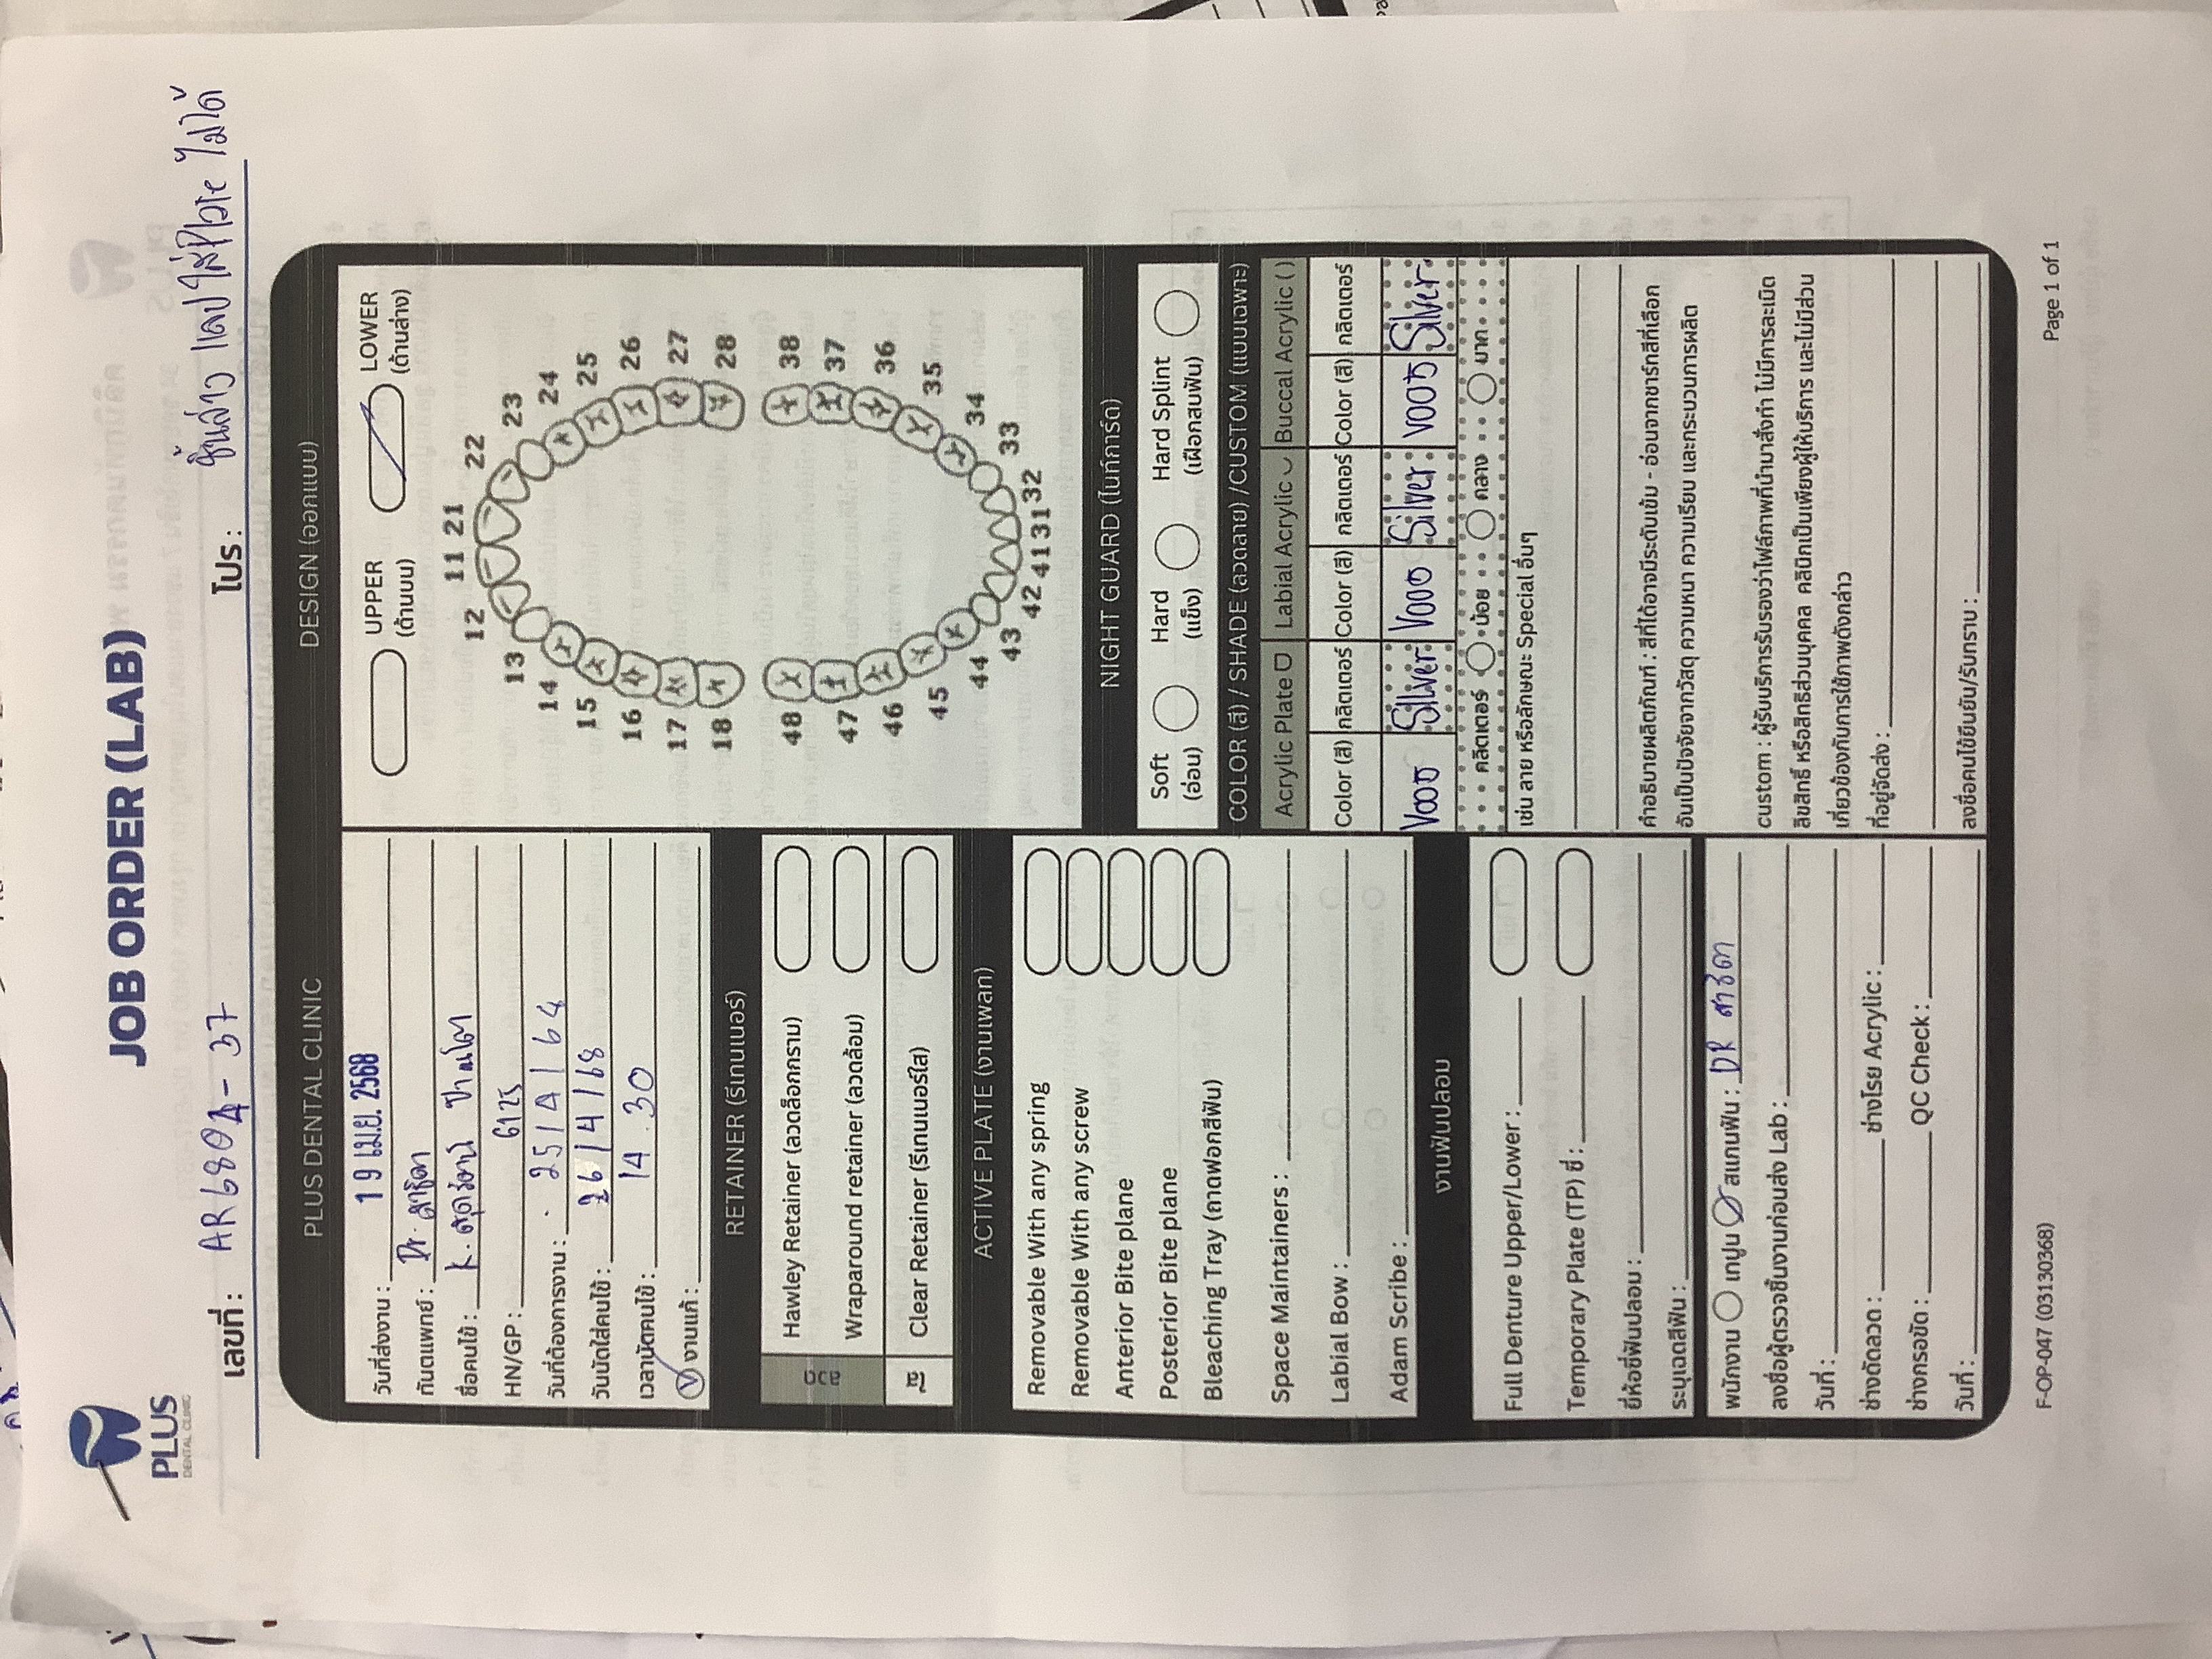 PLUS
DENTAL CLINIC
JOB ORDER (LAB)
เลขที่ : AR6804-37
โปร : ชิ้นล่าง แลป ใส่ Plate ไม่ได้
PLUS DENTAL CLINIC
วันที่ส่งงาน : 19 เม.ย. 2568
ทันตแพทย์ : Dr. สาธิตา
ชื่อคนไข้ : K.
HN/GP : 6125
วันที่ต้องการงาน : 25/4/68
วันนัดใส่คนไข้ : 26/4/68
เวลานัดคนไข้ : 14.30
งานแก้ :
RETAINER (รีเทนเนอร์)
ลวด
Hawley Retainer (ลวดล็อกกราม)
Wraparound retainer (ลวดล้อม)
ใส
Clear Retainer (รีเทนเนอร์ใส)
ACTIVE PLATE (งานเพลท)
Removable With any spring
Removable With any screw
Anterior Bite plane
Posterior Bite plane
Bleaching Tray (ถาดฟอกสีฟัน)
Space Maintainers :
Labial Bow :
Adam Scribe :
งานฟันปลอม
Full Denture Upper/Lower :
Temporary Plate (TP) ซี่ :
ยี่ห้อซี่ฟันปลอม :
ระบุเฉดสีฟัน :
พนักงาน เทปูน สแกนฟัน : DR สาธิตา
ลงชื่อผู้ตรวจชิ้นงานก่อนส่ง Lab :
วันที่ :
ช่างดัดลวด : ช่างโรย Acrylic :
ช่างกรอขัด : QC Check :
วันที่ :
DESIGN (ออกแบบ)
UPPER LOWER
(ด้านบน) (ด้านล่าง)
11 21
12 22
13 23
14 24
15 25
16 26
17 27
18 28
48 38
47 37
46 36
45 35
44 34
43 33
42 41 31 32
NIGHT GUARD (ไนท์การ์ด)
Soft Hard Hard Splint
(อ่อน) (แข็ง) (เฝือกสบฟัน)
COLOR (สี) / SHADE (ลวดลาย) /CUSTOM (แบบเฉพาะ)
Acrylic Plate Labial Acrylic Buccal Acrylic ( )
Color (สี) กลิตเตอร์ Color (สี) กลิตเตอร์ Color (สี) กลิตเตอร์
V005 Silver V005 Silver V005 Silver
กลิตเตอร์ น้อย กลาง มาก
เช่น ลาย หรือลักษณะ Special อื่นๆ
คำอธิบายผลิตภัณฑ์ : สีที่ได้อาจมีระดับเข้ม - อ่อนจากชาร์ทสีที่เลือก
อันเป็นปัจจัยจากวัสดุ ความหนา ความเรียบ และกระบวนการผลิต
custom : ผู้รับบริการรับรองว่าไฟล์ภาพที่นำมาสั่งทำ ไม่มีการละเมิด
ลิขสิทธิ์ หรือสิทธิส่วนบุคคล คลินิกเป็นเพียงผู้ให้บริการ และไม่มีส่วน
เกี่ยวข้องกับการใช้ภาพดังกล่าว
ที่อยู่จัดส่ง :
ลงชื่อคนไข้ยืนยัน/รับทราบ :
F-OP-047 (03130368)
Page 1 of 1